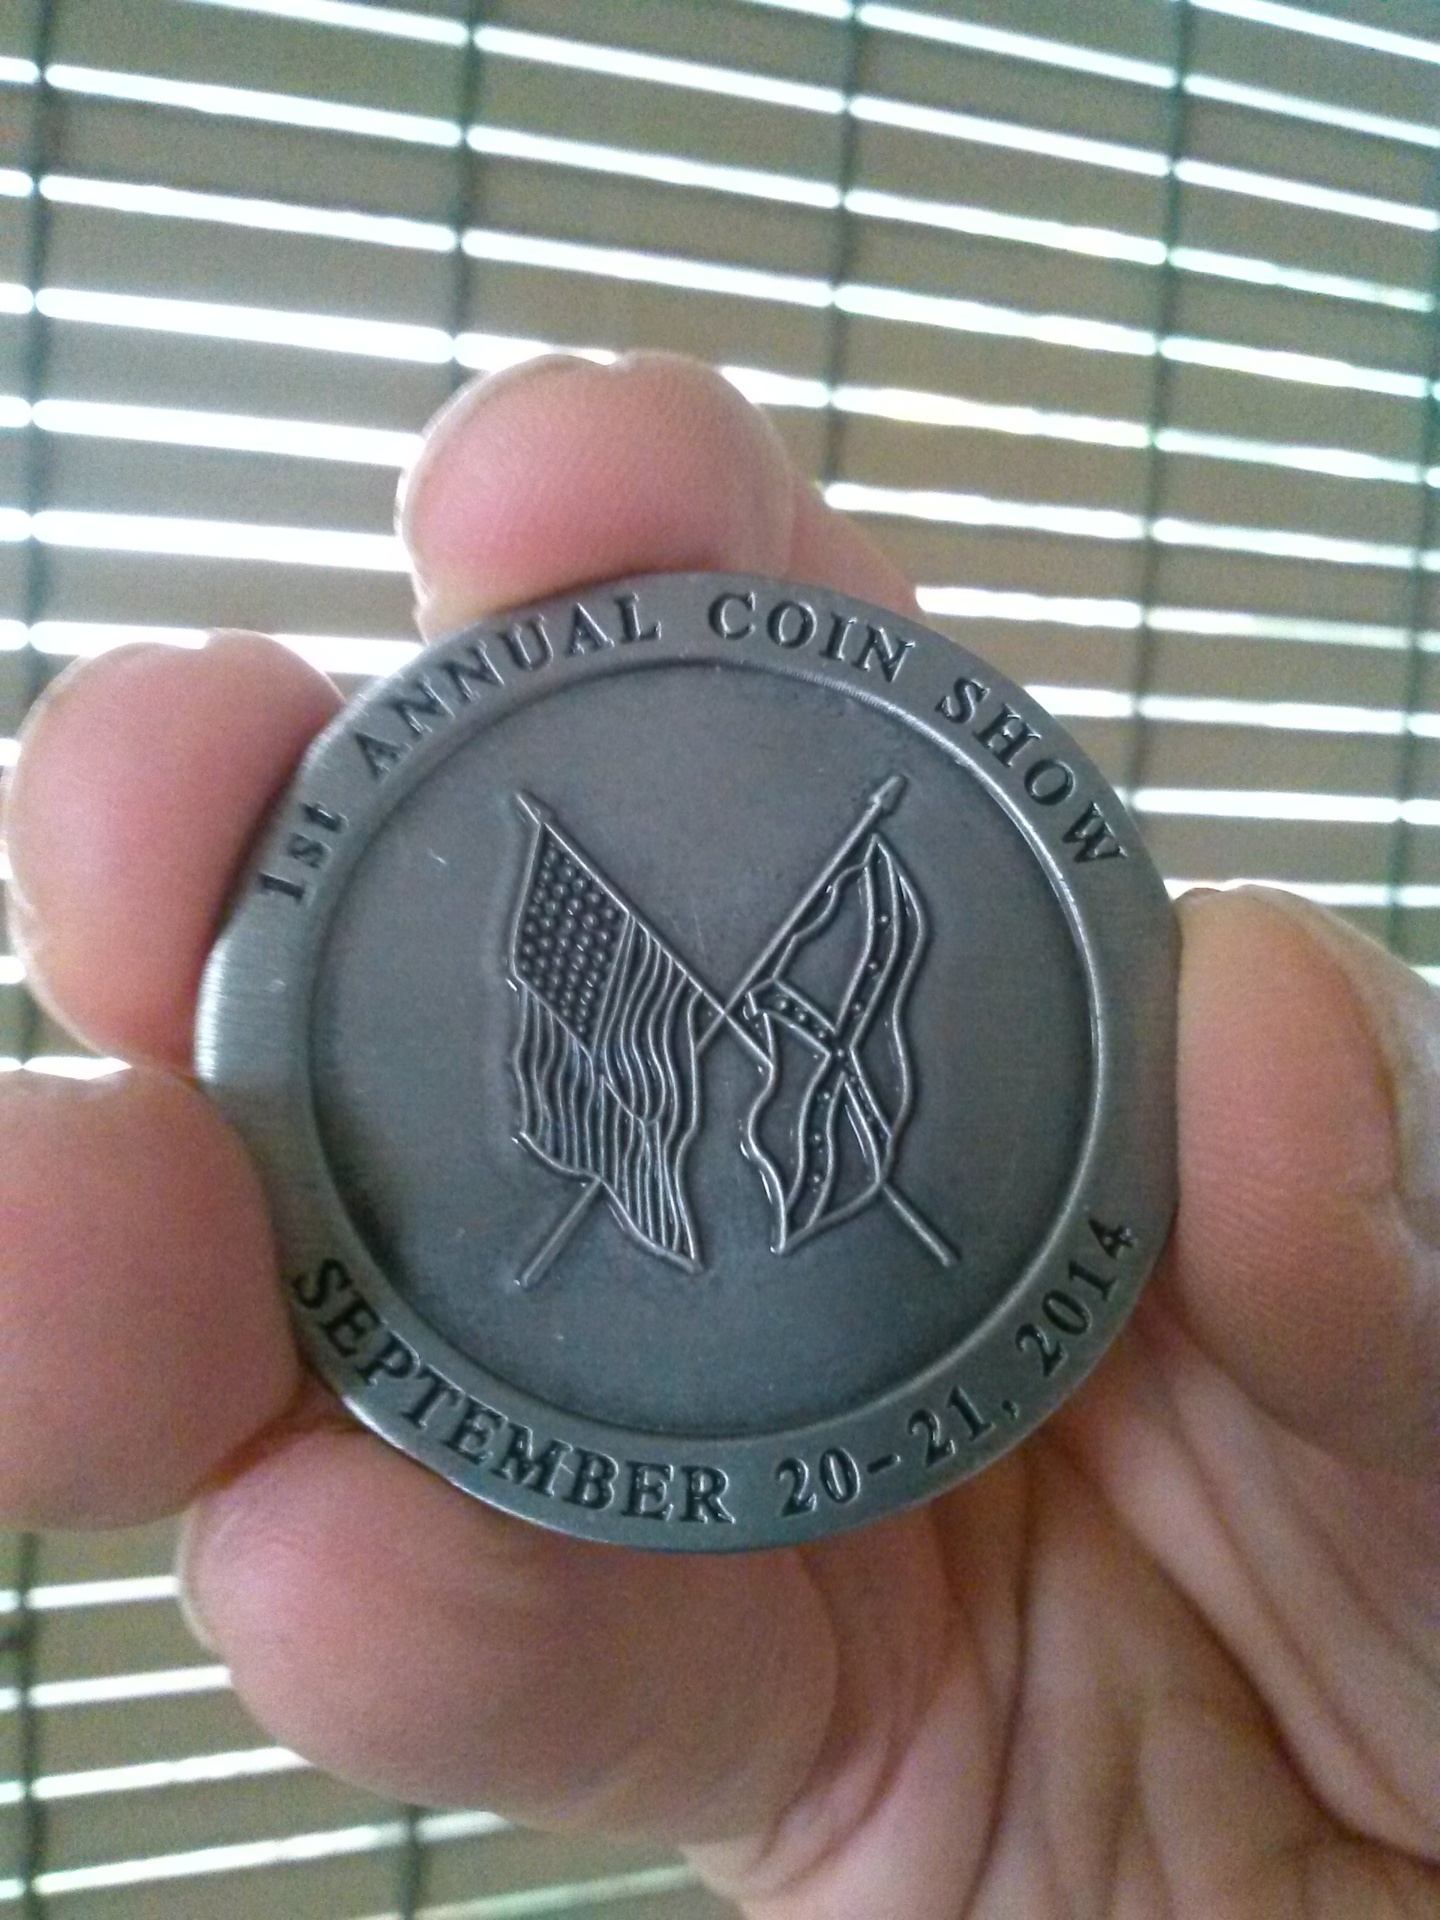 1st ANNUAL COIN SHOW
SEPTEMBER 20-21, 2014